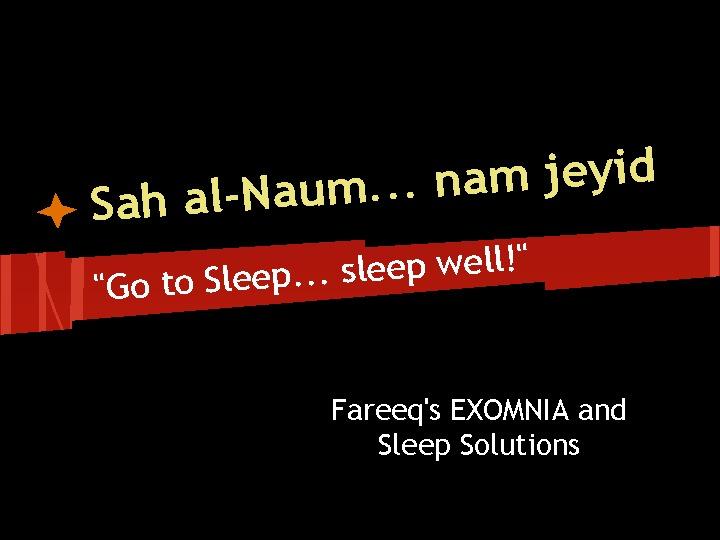 Sah al-Naum... nam jeyid
"Go to Sleep... sleep well!"
Fareeq's EXOMNIA and
Sleep Solutions